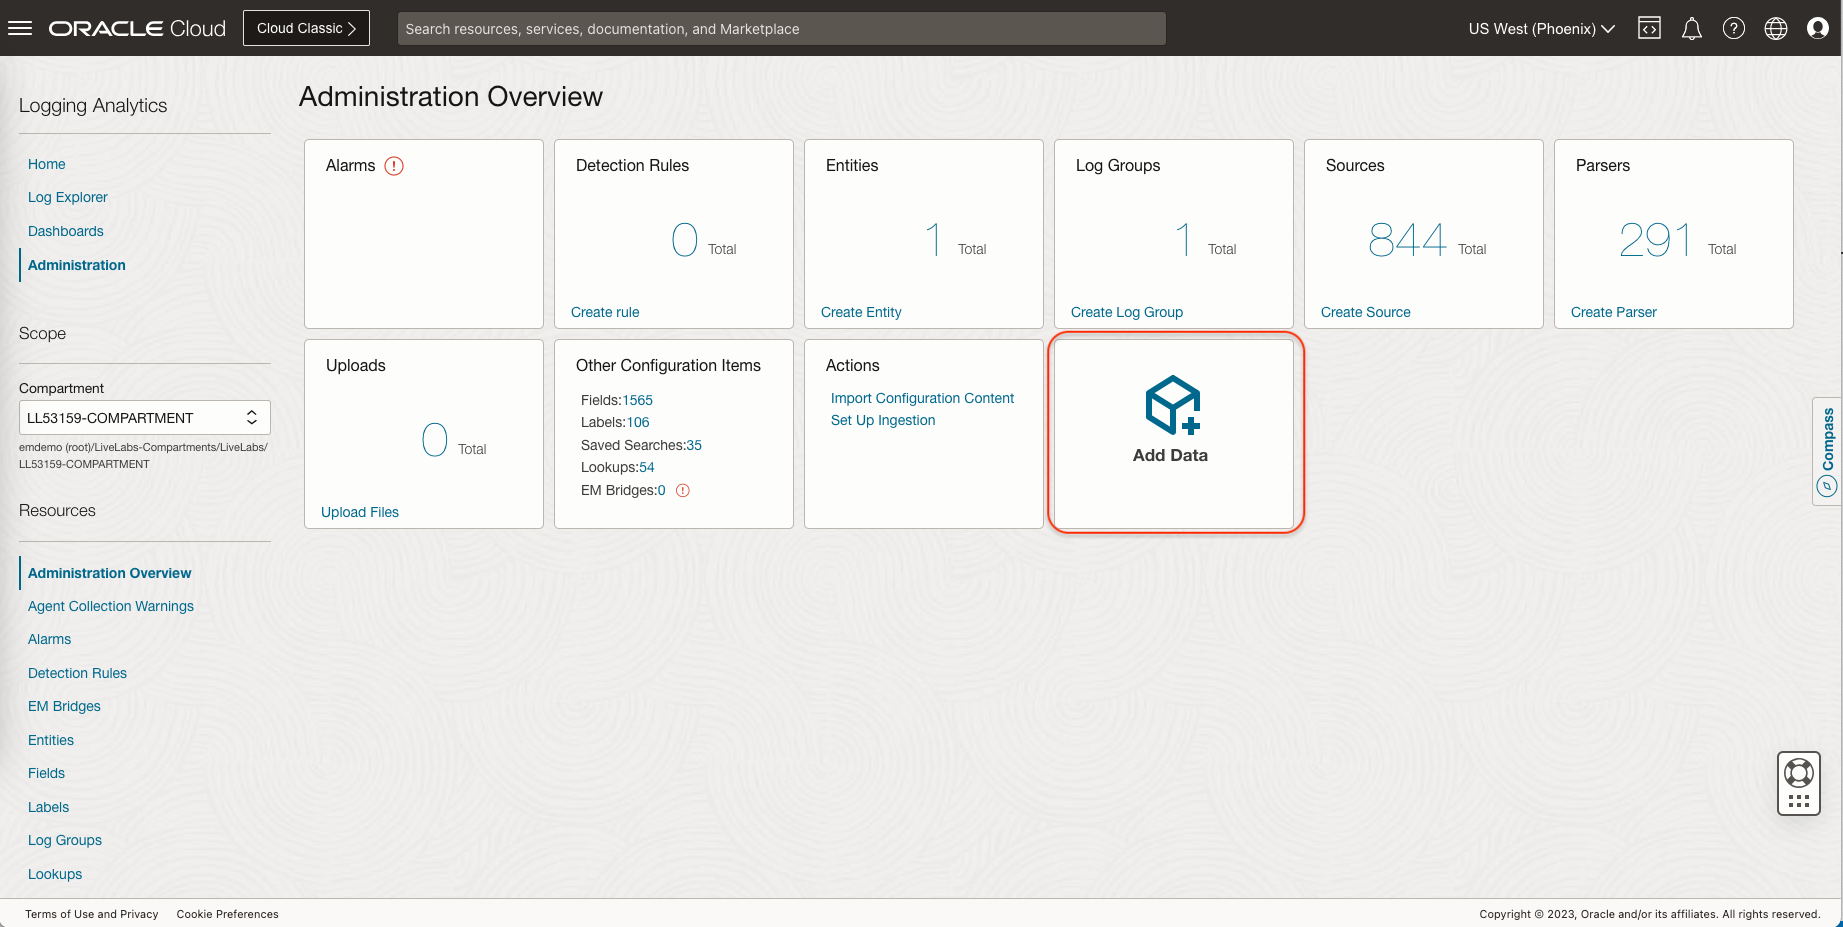 ORACLE Cloud
Cloud Classic
Search resources, services, documentation, and Marketplace
US West (Phoenix)
Logging Analytics
Home
Log Explorer
Dashboards
Administration
Scope
Compartment
LL53159-COMPARTMENT
emdemo (root)/LiveLabs-Compartments/LiveLabs/
LL53159-COMPARTMENT
Resources
Administration Overview
Agent Collection Warnings
Alarms
Detection Rules
EM Bridges
Entities
Fields
Labels
Log Groups
Lookups
Administration Overview
Alarms
Detection Rules
0 Total
Create rule
Entities
1 Total
Create Entity
Log Groups
1 Total
Create Log Group
Sources
844 Total
Create Source
Parsers
291 Total
Create Parser
Uploads
0 Total
Upload Files
Other Configuration Items
Fields:1565
Labels:106
Saved Searches:35
Lookups:54
EM Bridges:0
Actions
Import Configuration Content
Set Up Ingestion
Add Data
Compass
Terms of Use and Privacy
Cookie Preferences
Copyright © 2023, Oracle and/or its affiliates. All rights reserved.